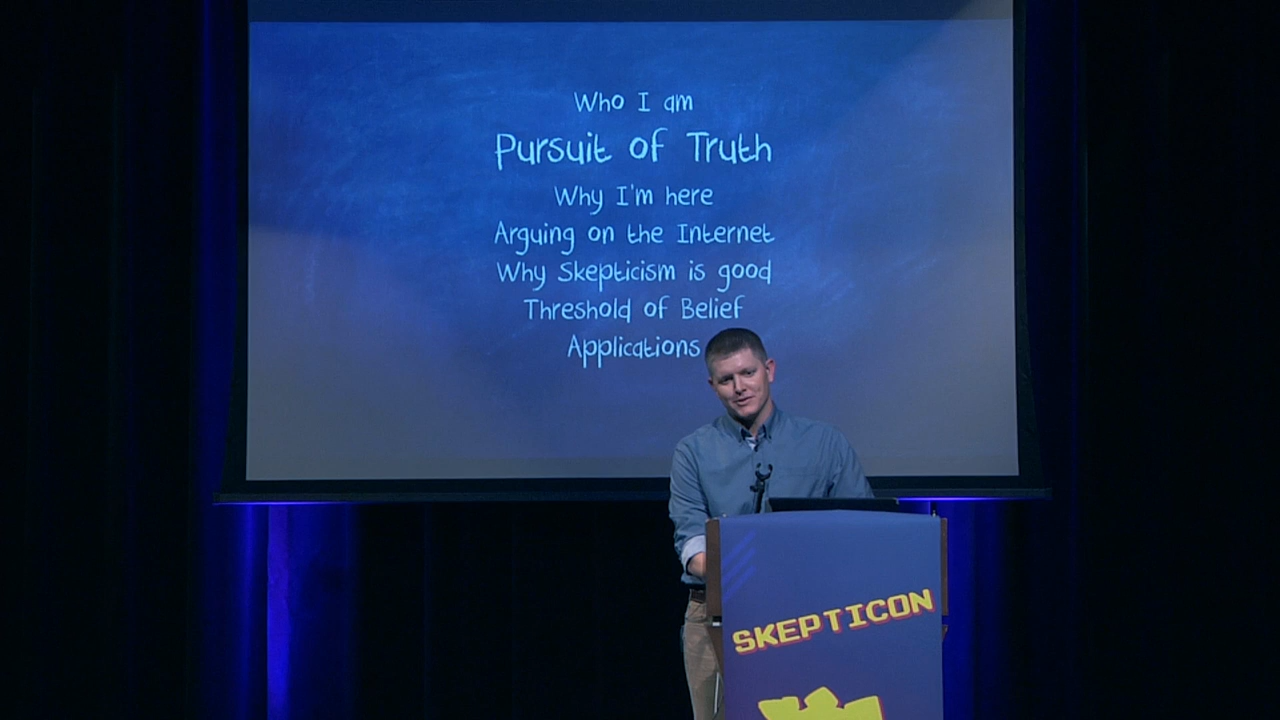 Who I am
Pursuit of Truth
Why I'm here
Arguing on the Internet
Why Skepticism is good
Threshold of Belief
Applications
SKEPTICON